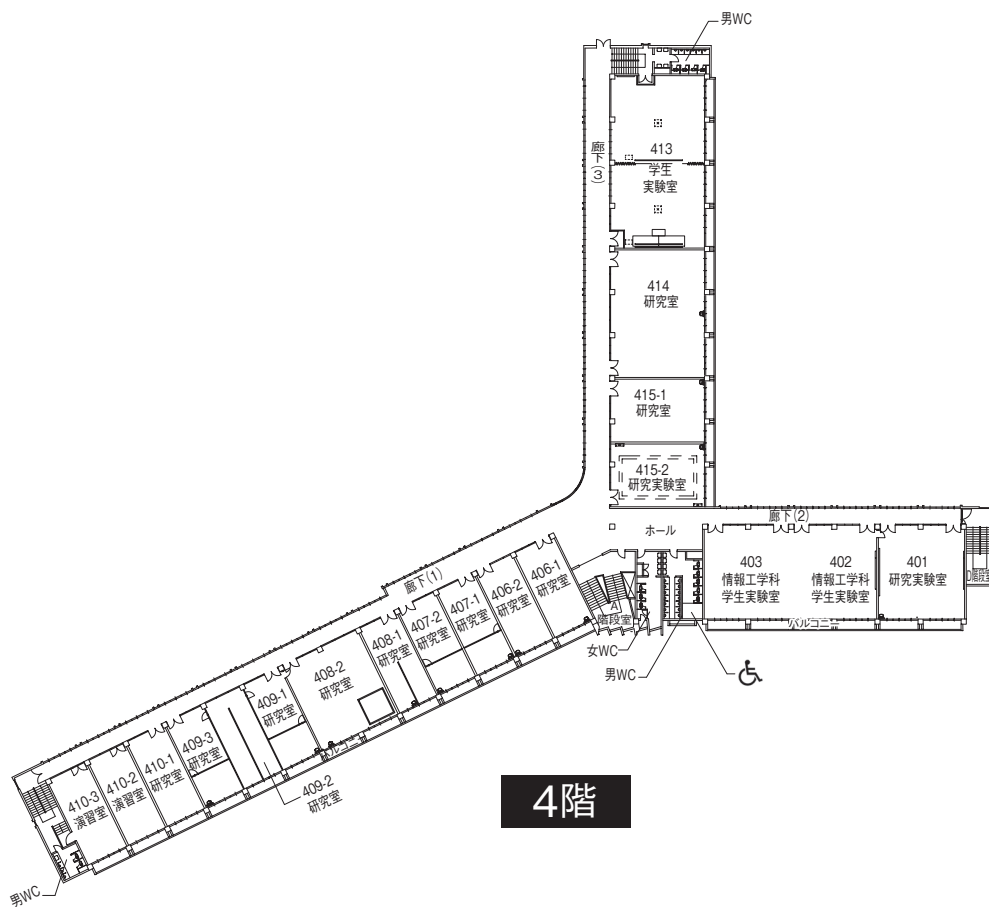 男WC
廊下(3)
413
学生
実験室
414
研究室
415-1
研究室
415-2
研究実験室
廊下(2)
ホール
403
情報工学科
学生実験室
402
情報工学科
学生実験室
401
研究実験室
D階段室
バルコニー
A
階段室
女WC
男WC
廊下(1)
406-1
研究室
406-2
研究室
407-1
研究室
407-2
研究室
408-1
研究室
408-2
研究室
409-1
研究室
409-2
研究室
409-3
研究室
410-1
研究室
410-2
演習室
410-3
演習室
バルコニー
男WC
4階